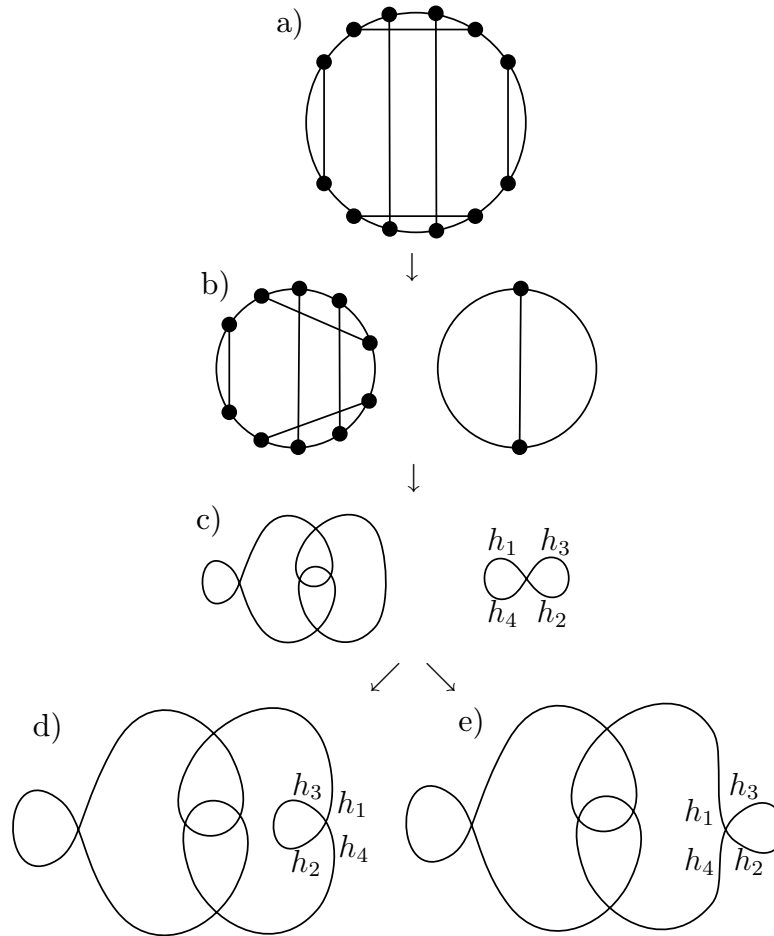 a)
b)
c)
h₁ h₃
h₄ h₂
d)
e)
h₃ h₁
h₂ h₄
h₃
h₁
h₄ h₂